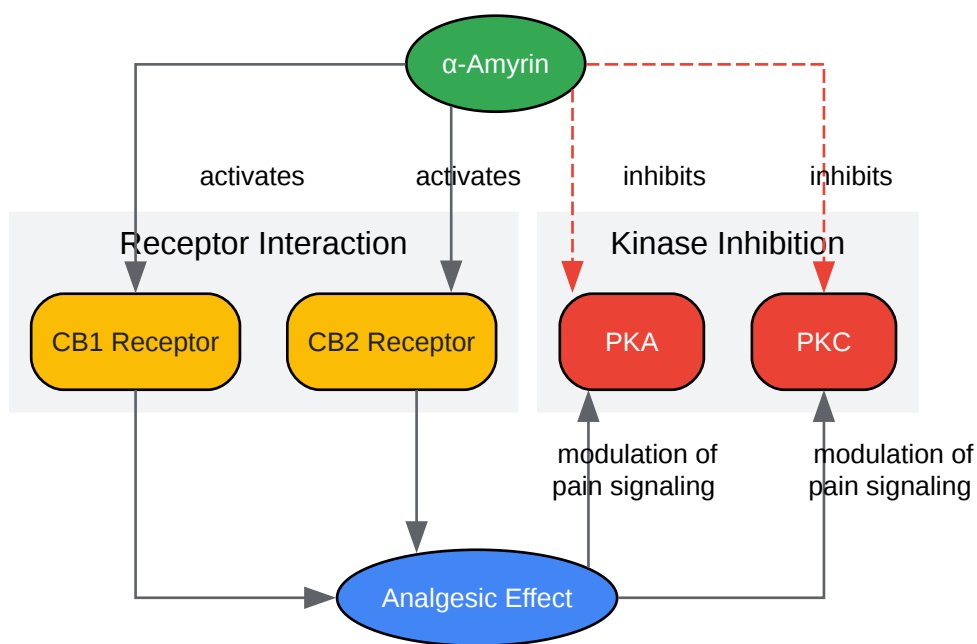 α-Amyrin
activates
activates
inhibits
inhibits
Receptor Interaction
Kinase Inhibition
CB1 Receptor
CB2 Receptor
PKA
PKC
modulation of
pain signaling
modulation of
pain signaling
Analgesic Effect